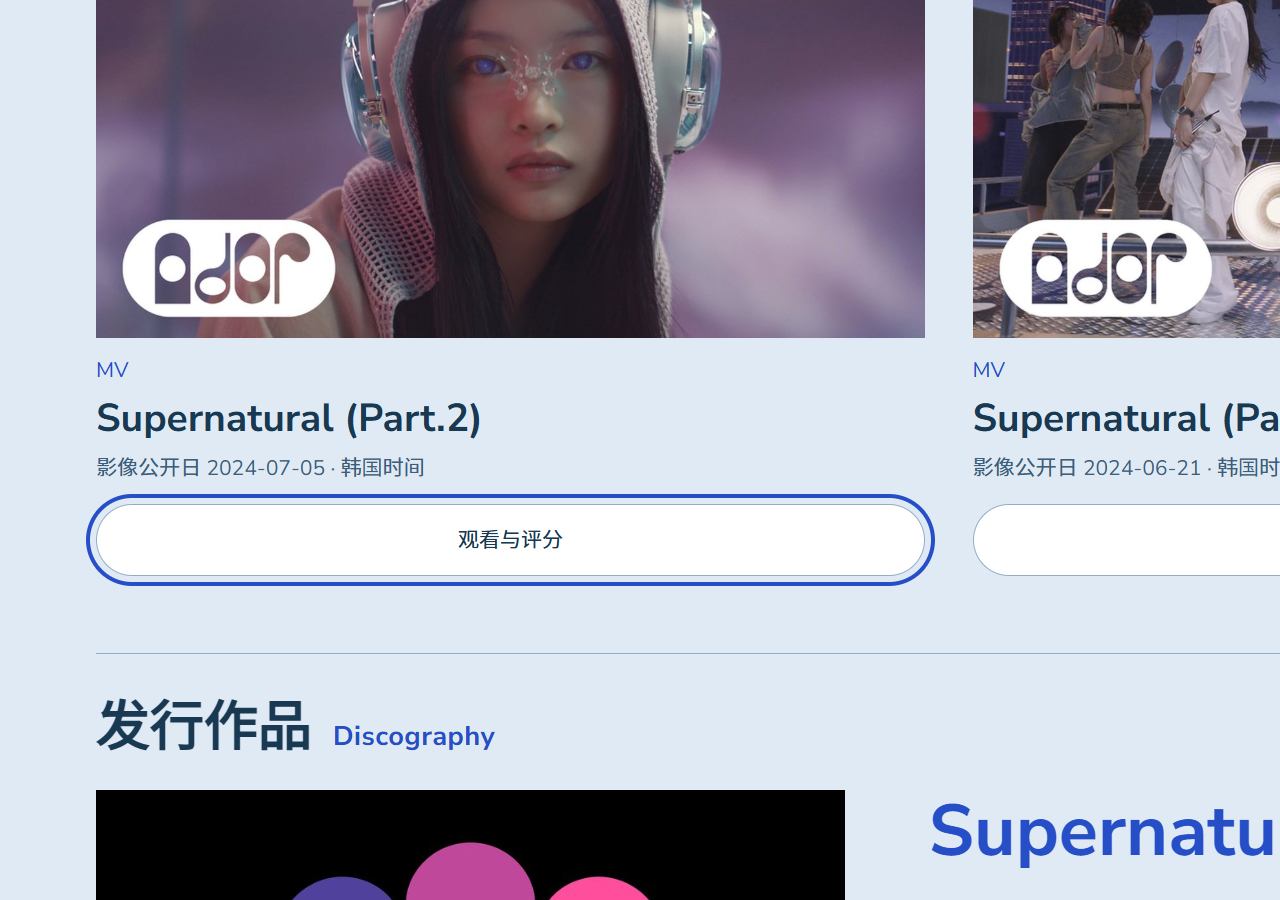 ador
ador
MV
MV
Supernatural (Part.2)
Supernatural (Pa
影像公开日 2024-07-05 · 韩国时间
影像公开日 2024-06-21 · 韩国时
观看与评分
发行作品 Discography
Supernatu